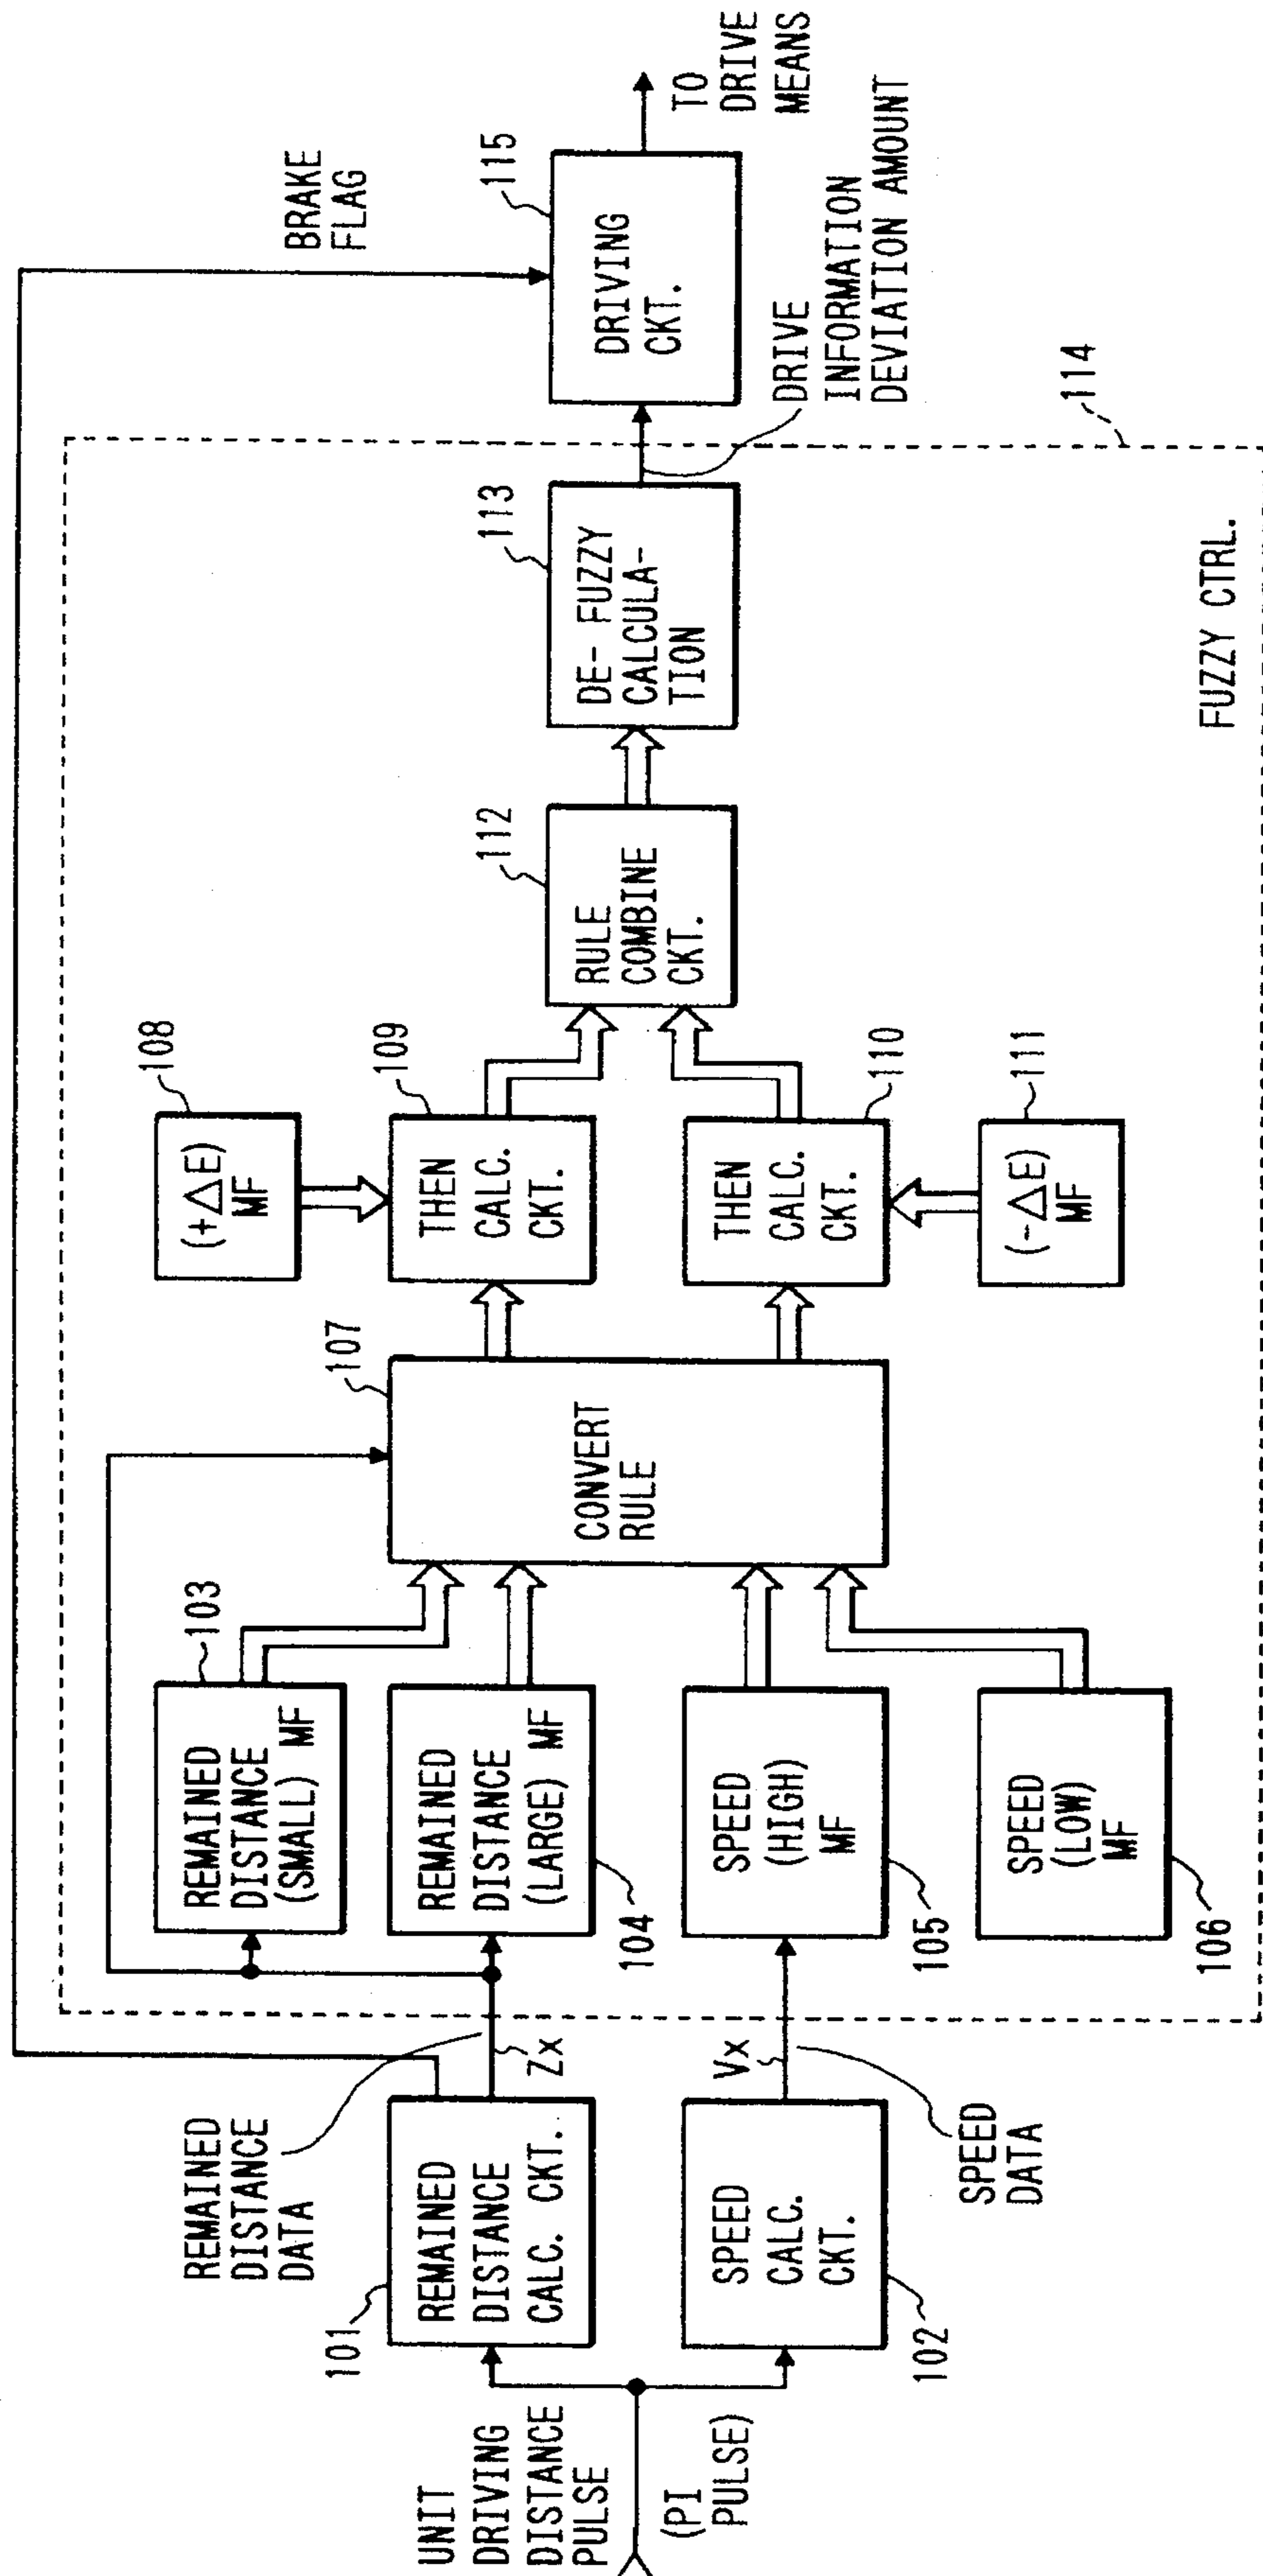 UNIT
DRIVING
DISTANCE
PULSE
(PI
PULSE)
101
REMAINED
DISTANCE
CALC. CKT.
102
SPEED
CALC.
CKT.
REMAINED
DISTANCE
DATA
Zx
Vx
SPEED
DATA
103
REMAINED
DISTANCE
(SMALL) MF
104
REMAINED
DISTANCE
(LARGE) MF
105
SPEED
(HIGH)
MF
106
SPEED
(LOW)
MF
107
CONVERT
RULE
108
(+△E)
MF
109
THEN
CALC.
CKT.
110
THEN
CALC.
CKT.
111
(-△E)
MF
112
RULE
COMBINE
CKT.
113
DE- FUZZY
CALCULA-
TION
FUZZY CTRL.
114
DRIVE
INFORMATION
DEVIATION AMOUNT
BRAKE
FLAG
115
DRIVING
CKT.
TO
DRIVE
MEANS